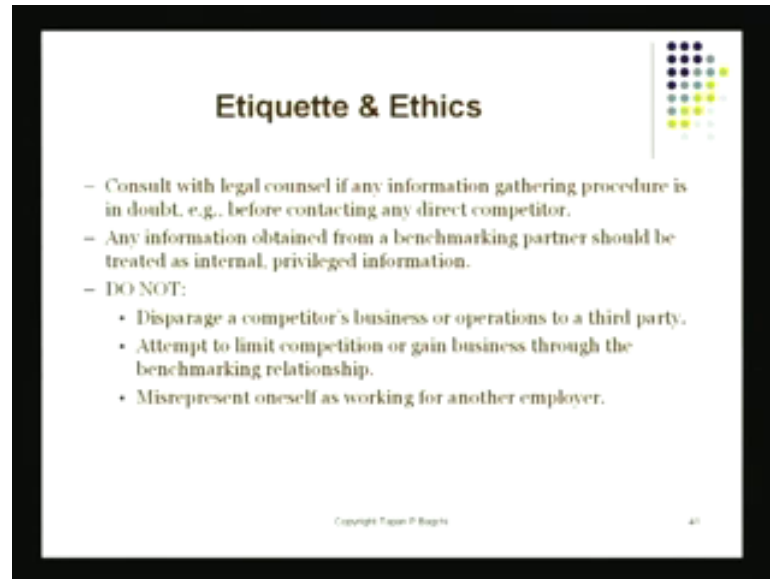 Etiquette & Ethics
– Consult with legal counsel if any information gathering procedure is
in doubt, e.g., before contacting any direct competitor.
– Any information obtained from a benchmarking partner should be
treated as internal, privileged information.
– DO NOT:
• Disparage a competitor's business or operations to a third party.
• Attempt to limit competition or gain business through the
benchmarking relationship.
• Misrepresent oneself as working for another employer.
Copyright Tapan P Bagchi